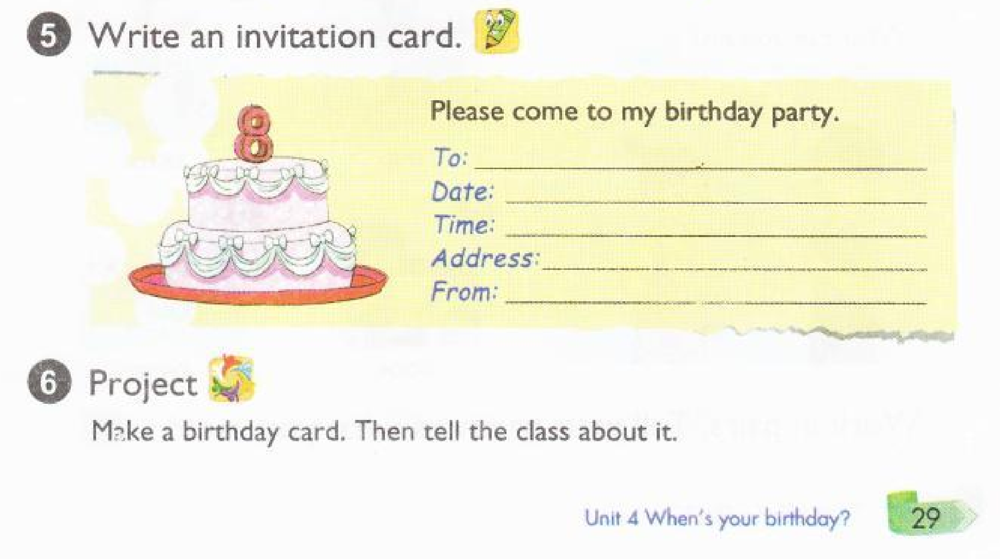 5 Write an invitation card.
8
Please come to my birthday party.
To:
Date:
Time:
Address:
From:
6 Project
Make a birthday card. Then tell the class about it.
Unit 4 When's your birthday? 29